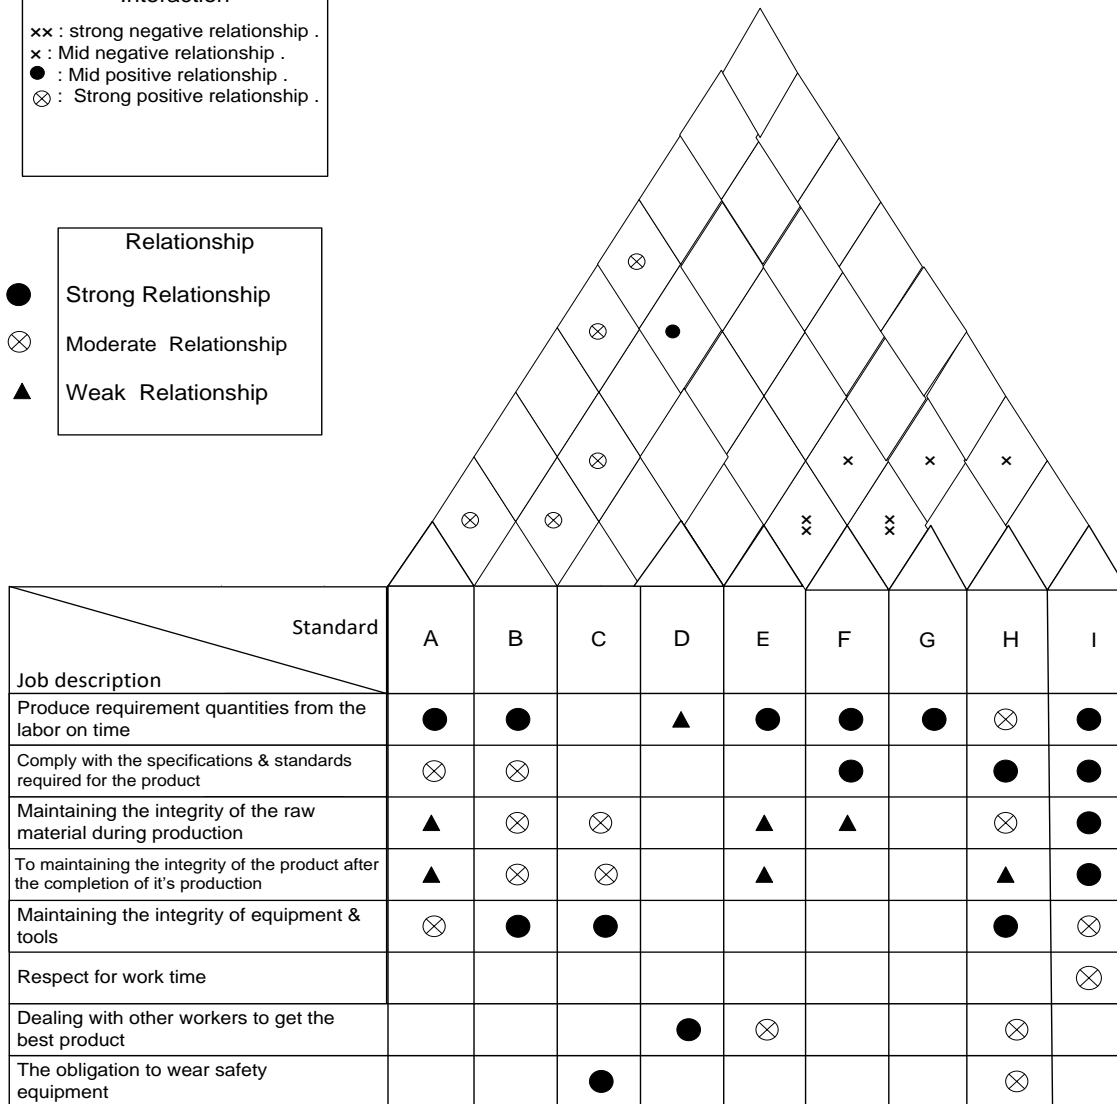 Interaction
×× : strong negative relationship .
× : Mid negative relationship .
● : Mid positive relationship .
⊗ : Strong positive relationship .
Relationship
● Strong Relationship
⊗ Moderate Relationship
▲ Weak Relationship
Standard
Job description
A B C D E F G H I
Produce requirement quantities from the
labor on time
Comply with the specifications & standards
required for the product
Maintaining the integrity of the raw
material during production
To maintaining the integrity of the product after
the completion of it's production
Maintaining the integrity of equipment &
tools
Respect for work time
Dealing with other workers to get the
best product
The obligation to wear safety
equipment